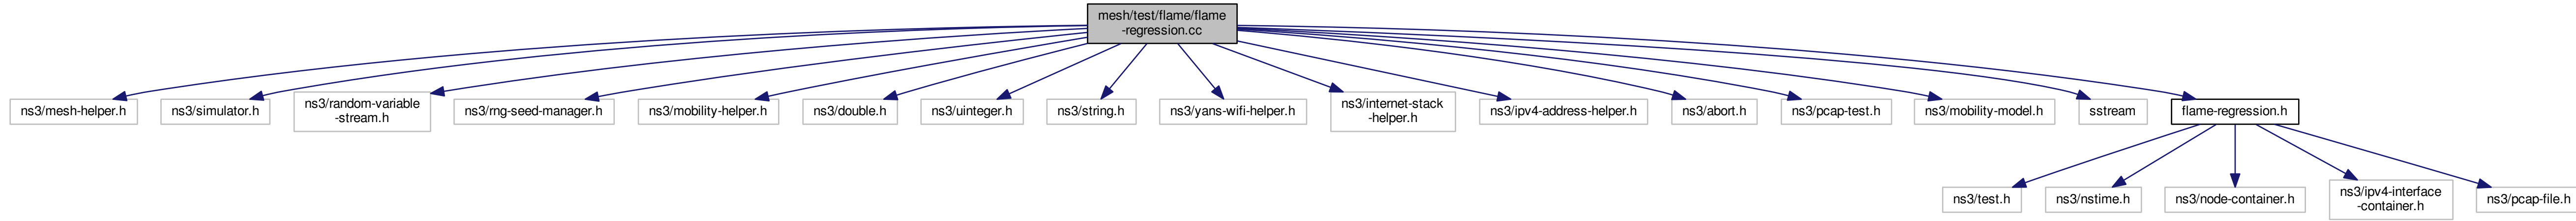 mesh/test/flame/flame
-regression.cc
ns3/mesh-helper.h
ns3/simulator.h
ns3/random-variable
-stream.h
ns3/rng-seed-manager.h
ns3/mobility-helper.h
ns3/double.h
ns3/uinteger.h
ns3/string.h
ns3/yans-wifi-helper.h
ns3/internet-stack
-helper.h
ns3/ipv4-address-helper.h
ns3/abort.h
ns3/pcap-test.h
ns3/mobility-model.h
sstream
flame-regression.h
ns3/test.h
ns3/nstime.h
ns3/node-container.h
ns3/ipv4-interface
-container.h
ns3/pcap-file.h